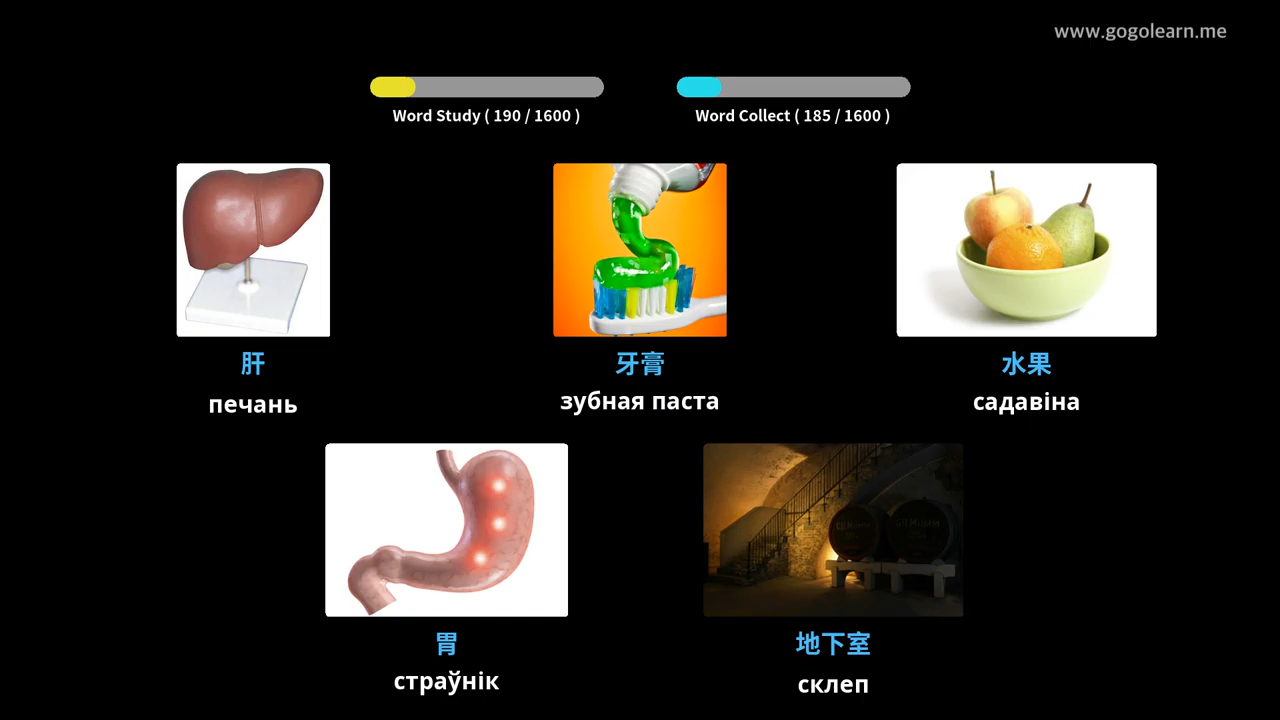 www.gogolearn.me
Word Study ( 190 / 1600 )
Word Collect ( 185 / 1600 )
肝
печань
牙膏
зубная паста
水果
садавіна
胃
страўнік
地下室
склеп